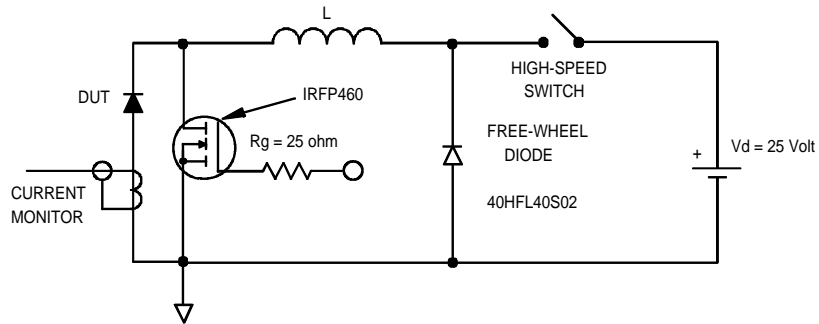 L
HIGH-SPEED
SWITCH
DUT
IRFP460
Rg = 25 ohm
FREE-WHEEL
DIODE
40HFL40S02
+
Vd = 25 Volt
CURRENT
MONITOR